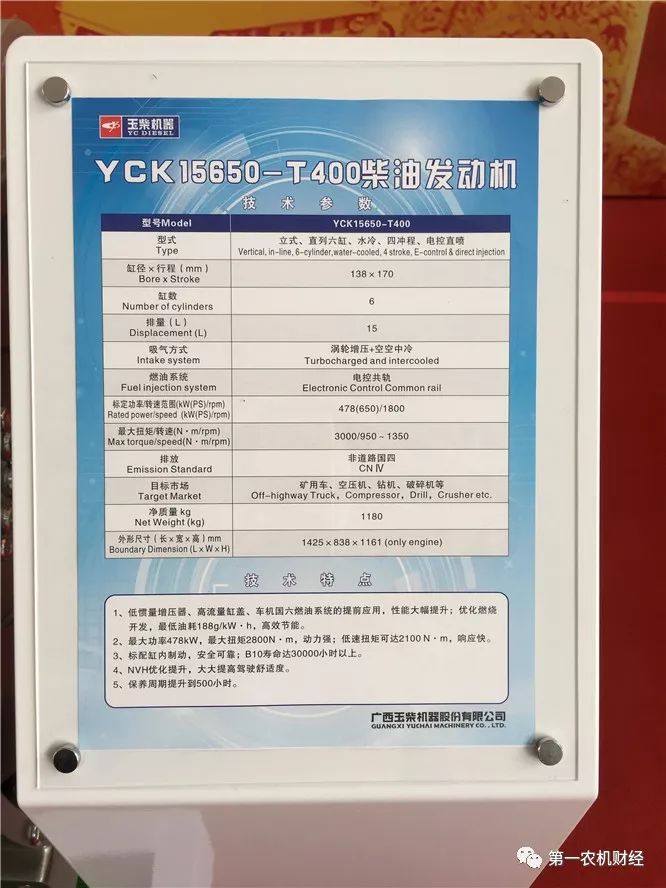 玉柴机器
YC DIESEL
YCK15650-T400柴油发动机
技术参数
型号Model YCK15650-T400
型式 立式、直列六缸、水冷、四冲程、电控直喷
Type Vertical, in-line, 6-cylinder,water-cooled, 4 stroke, E-control & direct injection
缸径×行程（mm）
Bore x Stroke 138×170
缸数
Number of cylinders 6
排量（L）
Displacement (L) 15
吸气方式 涡轮增压+空空中冷
Intake system Turbocharged and intercooled
燃油系统 电控共轨
Fuel injection system Electronic Control Common rail
标定功率/转速范围(kW(PS)/rpm)
Rated power/speed (kW(PS)/rpm) 478(650)/1800
最大扭矩/转速(N·m/rpm)
Max torque/speed(N·m/rpm) 3000/950~1350
排放 非道路国四
Emission Standard CN Ⅳ
目标市场 矿用车、空压机、钻机、破碎机等
Target Market Off-highway Truck, Compressor, Drill, Crusher etc.
净质量 kg
Net Weight (kg) 1180
外形尺寸（长×宽×高）mm
Boundary Dimension (L×W×H) 1425×838×1161 (only engine)
技术特点
1、低惯量增压器、高流量缸盖、车机国六燃油系统的提前应用，性能大幅提升；优化燃烧
开发，最低油耗188g/kW·h，高效节能。
2、最大功率478kW，最大扭矩2800N·m，动力强；低速扭矩可达2100 N·m，响应快。
3、标配缸内制动，安全可靠；B10寿命达30000小时以上。
4、NVH优化提升，大大提高驾驶舒适度。
5、保养周期提升到500小时。
广西玉柴机器股份有限公司
GUANGXI YUCHAI MACHINERY CO., LTD.
第一农机财经